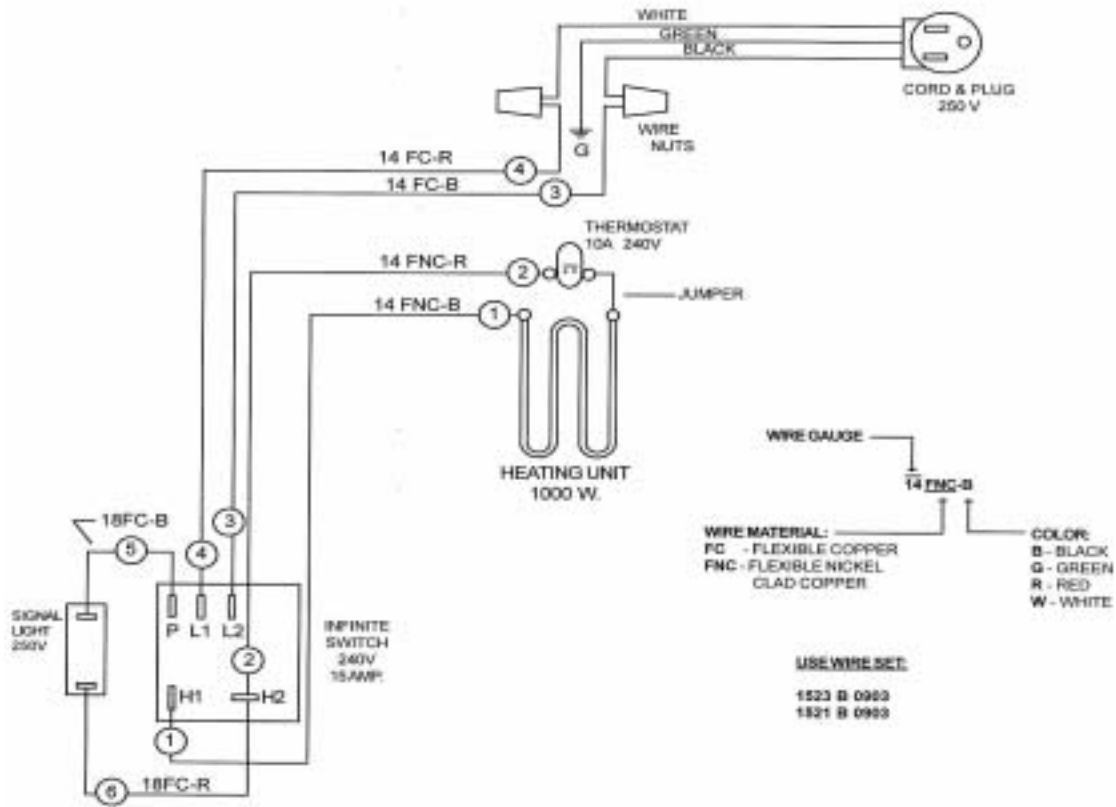 WHITE
GREEN
BLACK
CORD & PLUG
250 V
WIRE
NUTS
G
14 FC-R
4
14 FC-B
3
THERMOSTAT
10A 240V
14 FNC-R
2
JUMPER
14 FNC-B
1
HEATING UNIT
1000 W.
WIRE GAUGE
14 FNC-B
WIRE MATERIAL:
FC - FLEXIBLE COPPER
FNC - FLEXIBLE NICKEL
CLAD COPPER
COLOR:
B - BLACK
G - GREEN
R - RED
W - WHITE
18FC-B
5
4
3
SIGNAL
LIGHT
250V
P L1 L2
INFINITE
SWITCH
240V
15 AMP.
2
H1
H2
1
18FC-R
6
USE WIRE SET:
1523 B 0903
1521 B 0903